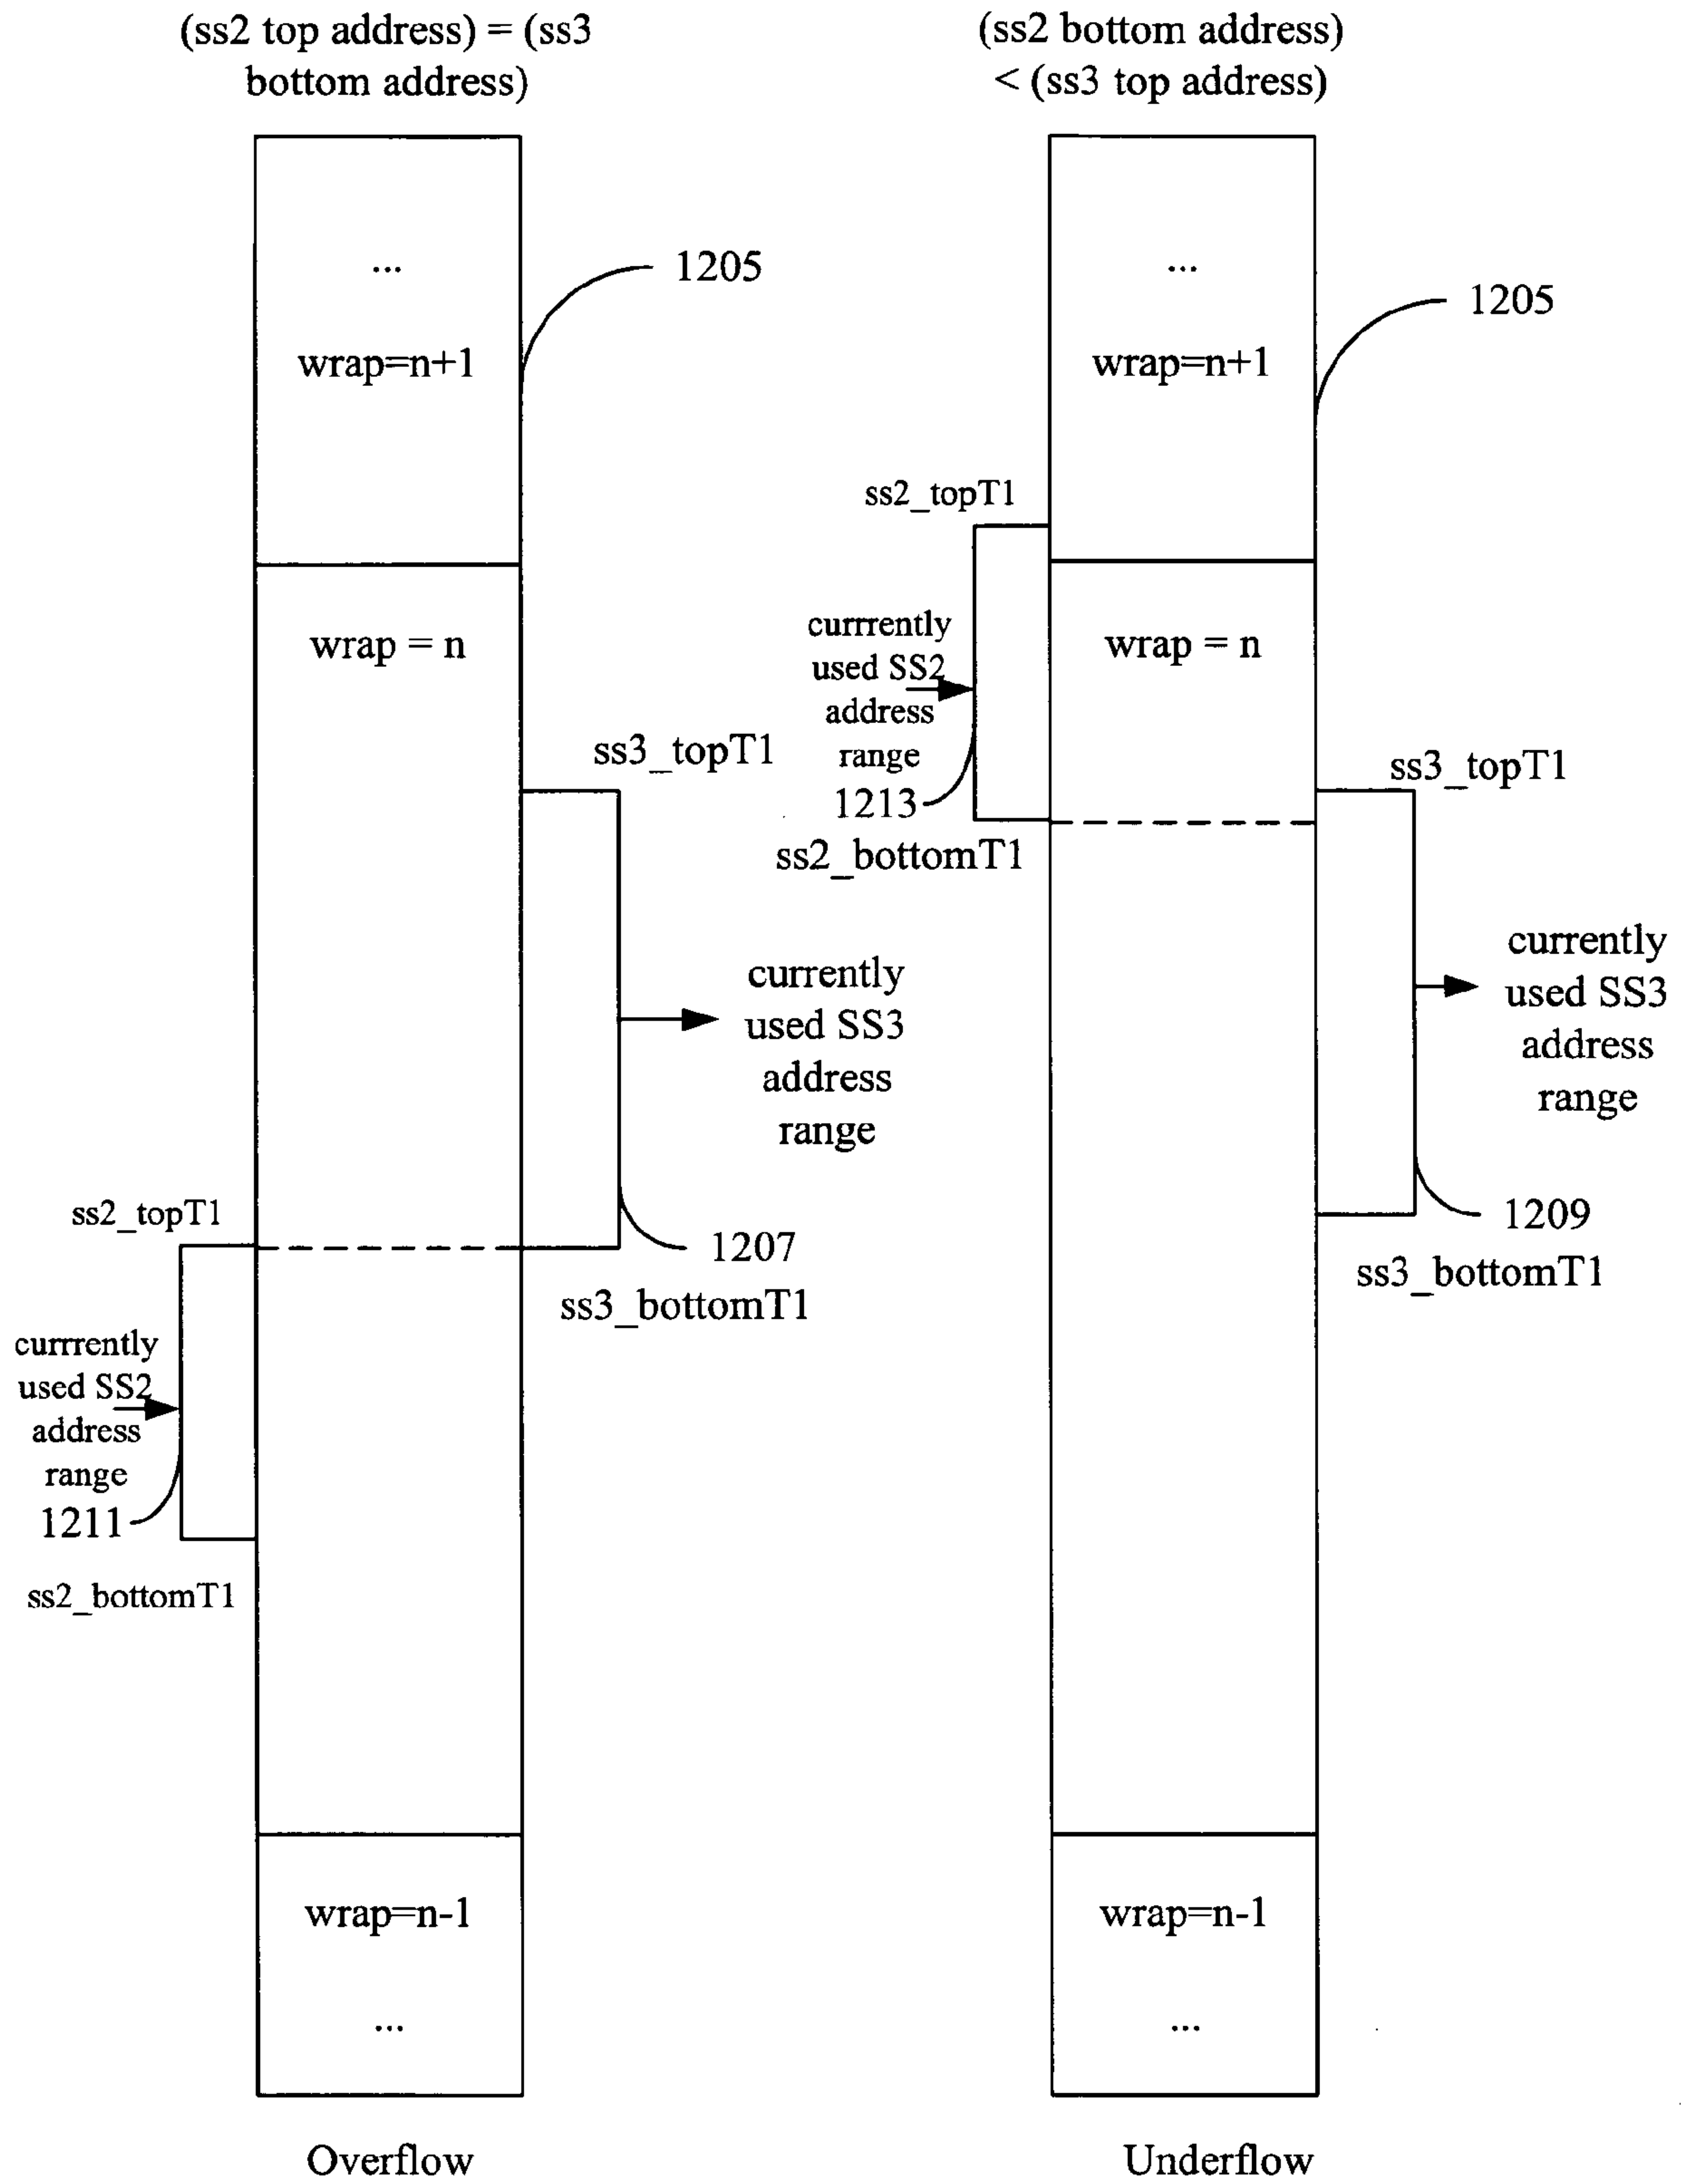 (ss2 top address) = (ss3
bottom address)
...
1205
wrap=n+1
wrap = n
ss3_topT1
currently
used SS3
address
range
ss2_topT1
1207
ss3_bottomT1
currrently
used SS2
address
range
1211
ss2_bottomT1
wrap=n-1
...
Overflow
(ss2 bottom address)
< (ss3 top address)
...
1205
wrap=n+1
ss2_topT1
currrently
used SS2
address
range
1213
ss2_bottomT1
wrap = n
ss3_topT1
currently
used SS3
address
range
1209
ss3_bottomT1
wrap=n-1
...
Underflow